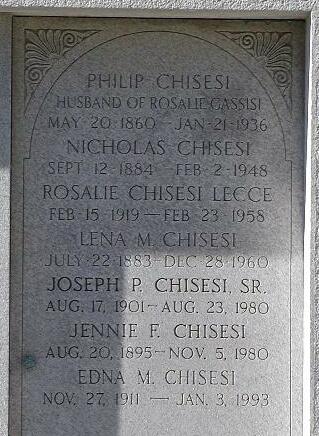 PHILIP CHISESI
HUSBAND OF ROSALIE GASSISI
MAY 20 1860 — JAN 21 1936
NICHOLAS CHISESI
SEPT 12 1884 — FEB 2 1948
ROSALIE CHISESI LECCE
FEB 15 1919 — FEB 23 1958
LENA M. CHISESI
JULY 22 1883 — DEC 28 1960
JOSEPH P. CHISESI, SR.
AUG. 17, 1901 — AUG. 23, 1980
JENNIE F. CHISESI
AUG. 20, 1895 — NOV. 5, 1980
EDNA M. CHISESI
NOV. 27, 1911 — JAN. 3, 1993